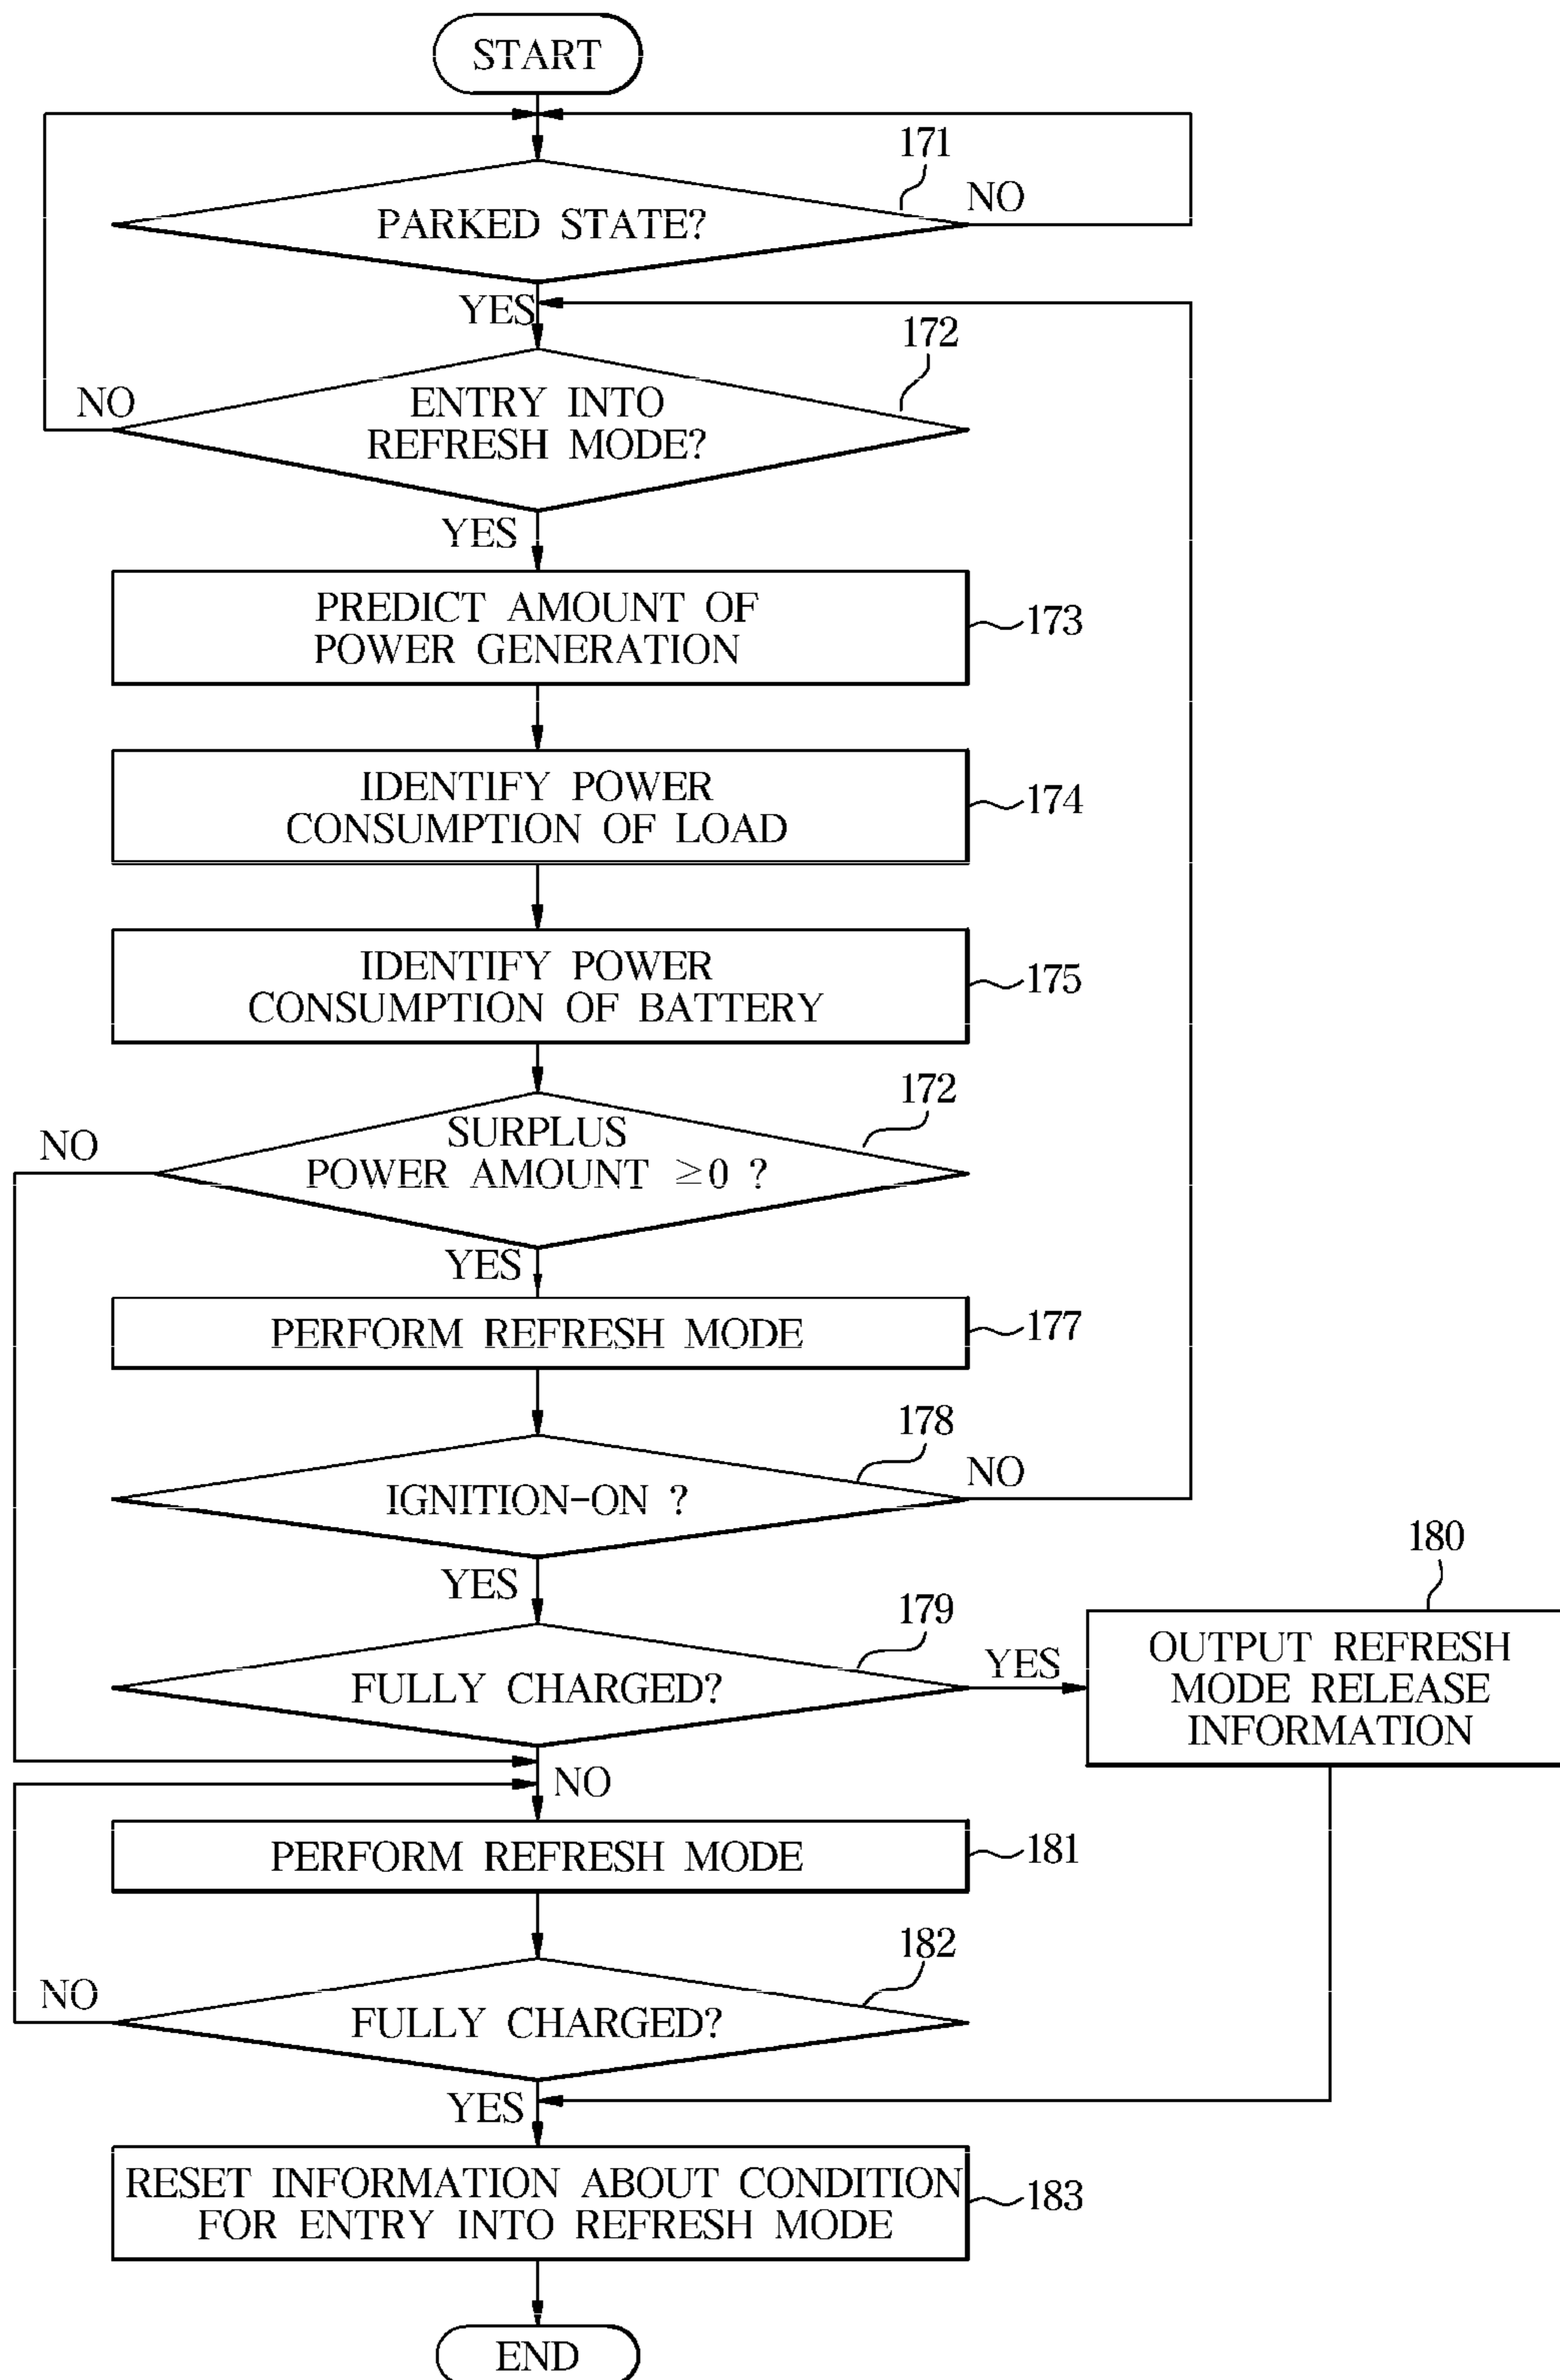 START
171
PARKED STATE?
NO
YES
172
NO
ENTRY INTO
REFRESH MODE?
YES
PREDICT AMOUNT OF
POWER GENERATION
173
IDENTIFY POWER
CONSUMPTION OF LOAD
174
IDENTIFY POWER
CONSUMPTION OF BATTERY
175
172
NO
SURPLUS
POWER AMOUNT ≥0 ?
YES
PERFORM REFRESH MODE
177
178
IGNITION-ON ?
NO
YES
179
FULLY CHARGED?
YES
180
OUTPUT REFRESH
MODE RELEASE
INFORMATION
NO
PERFORM REFRESH MODE
181
182
NO
FULLY CHARGED?
YES
RESET INFORMATION ABOUT CONDITION
FOR ENTRY INTO REFRESH MODE
183
END